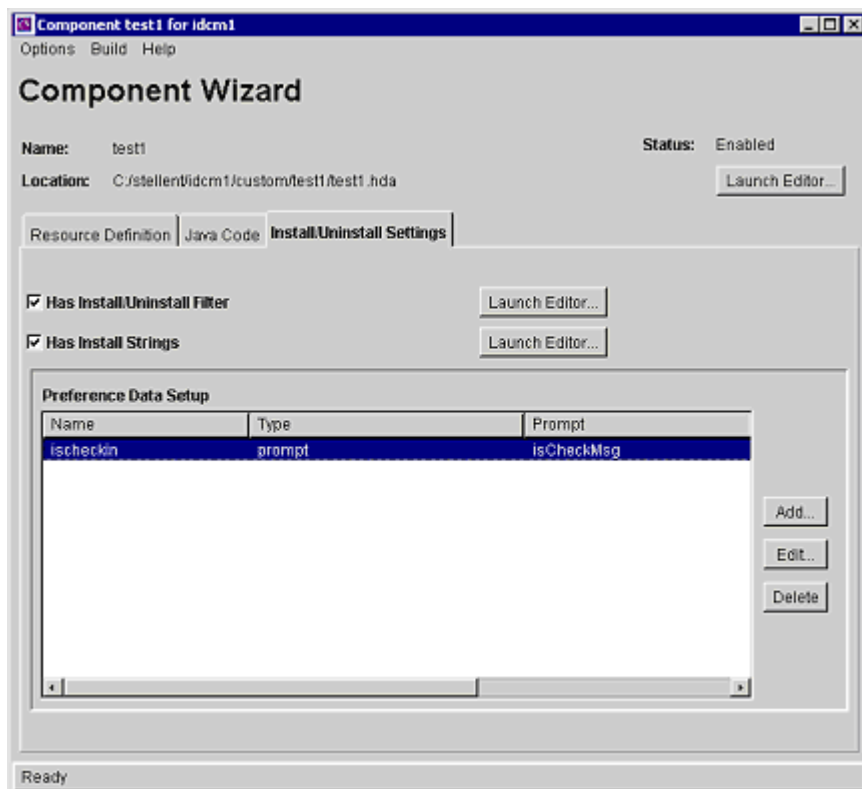 Component test1 for idcm1
Options Build Help
Component Wizard
Name: test1 Status: Enabled
Location: C:/stellent/idcm1/custom/test1/test1.hda Launch Editor...
Resource Definition Java Code Install/Uninstall Settings
Has Install/Uninstall Filter Launch Editor...
Has Install Strings Launch Editor...
Preference Data Setup
Name Type Prompt
ischeckin prompt isCheckMsg
Add...
Edit...
Delete
Ready